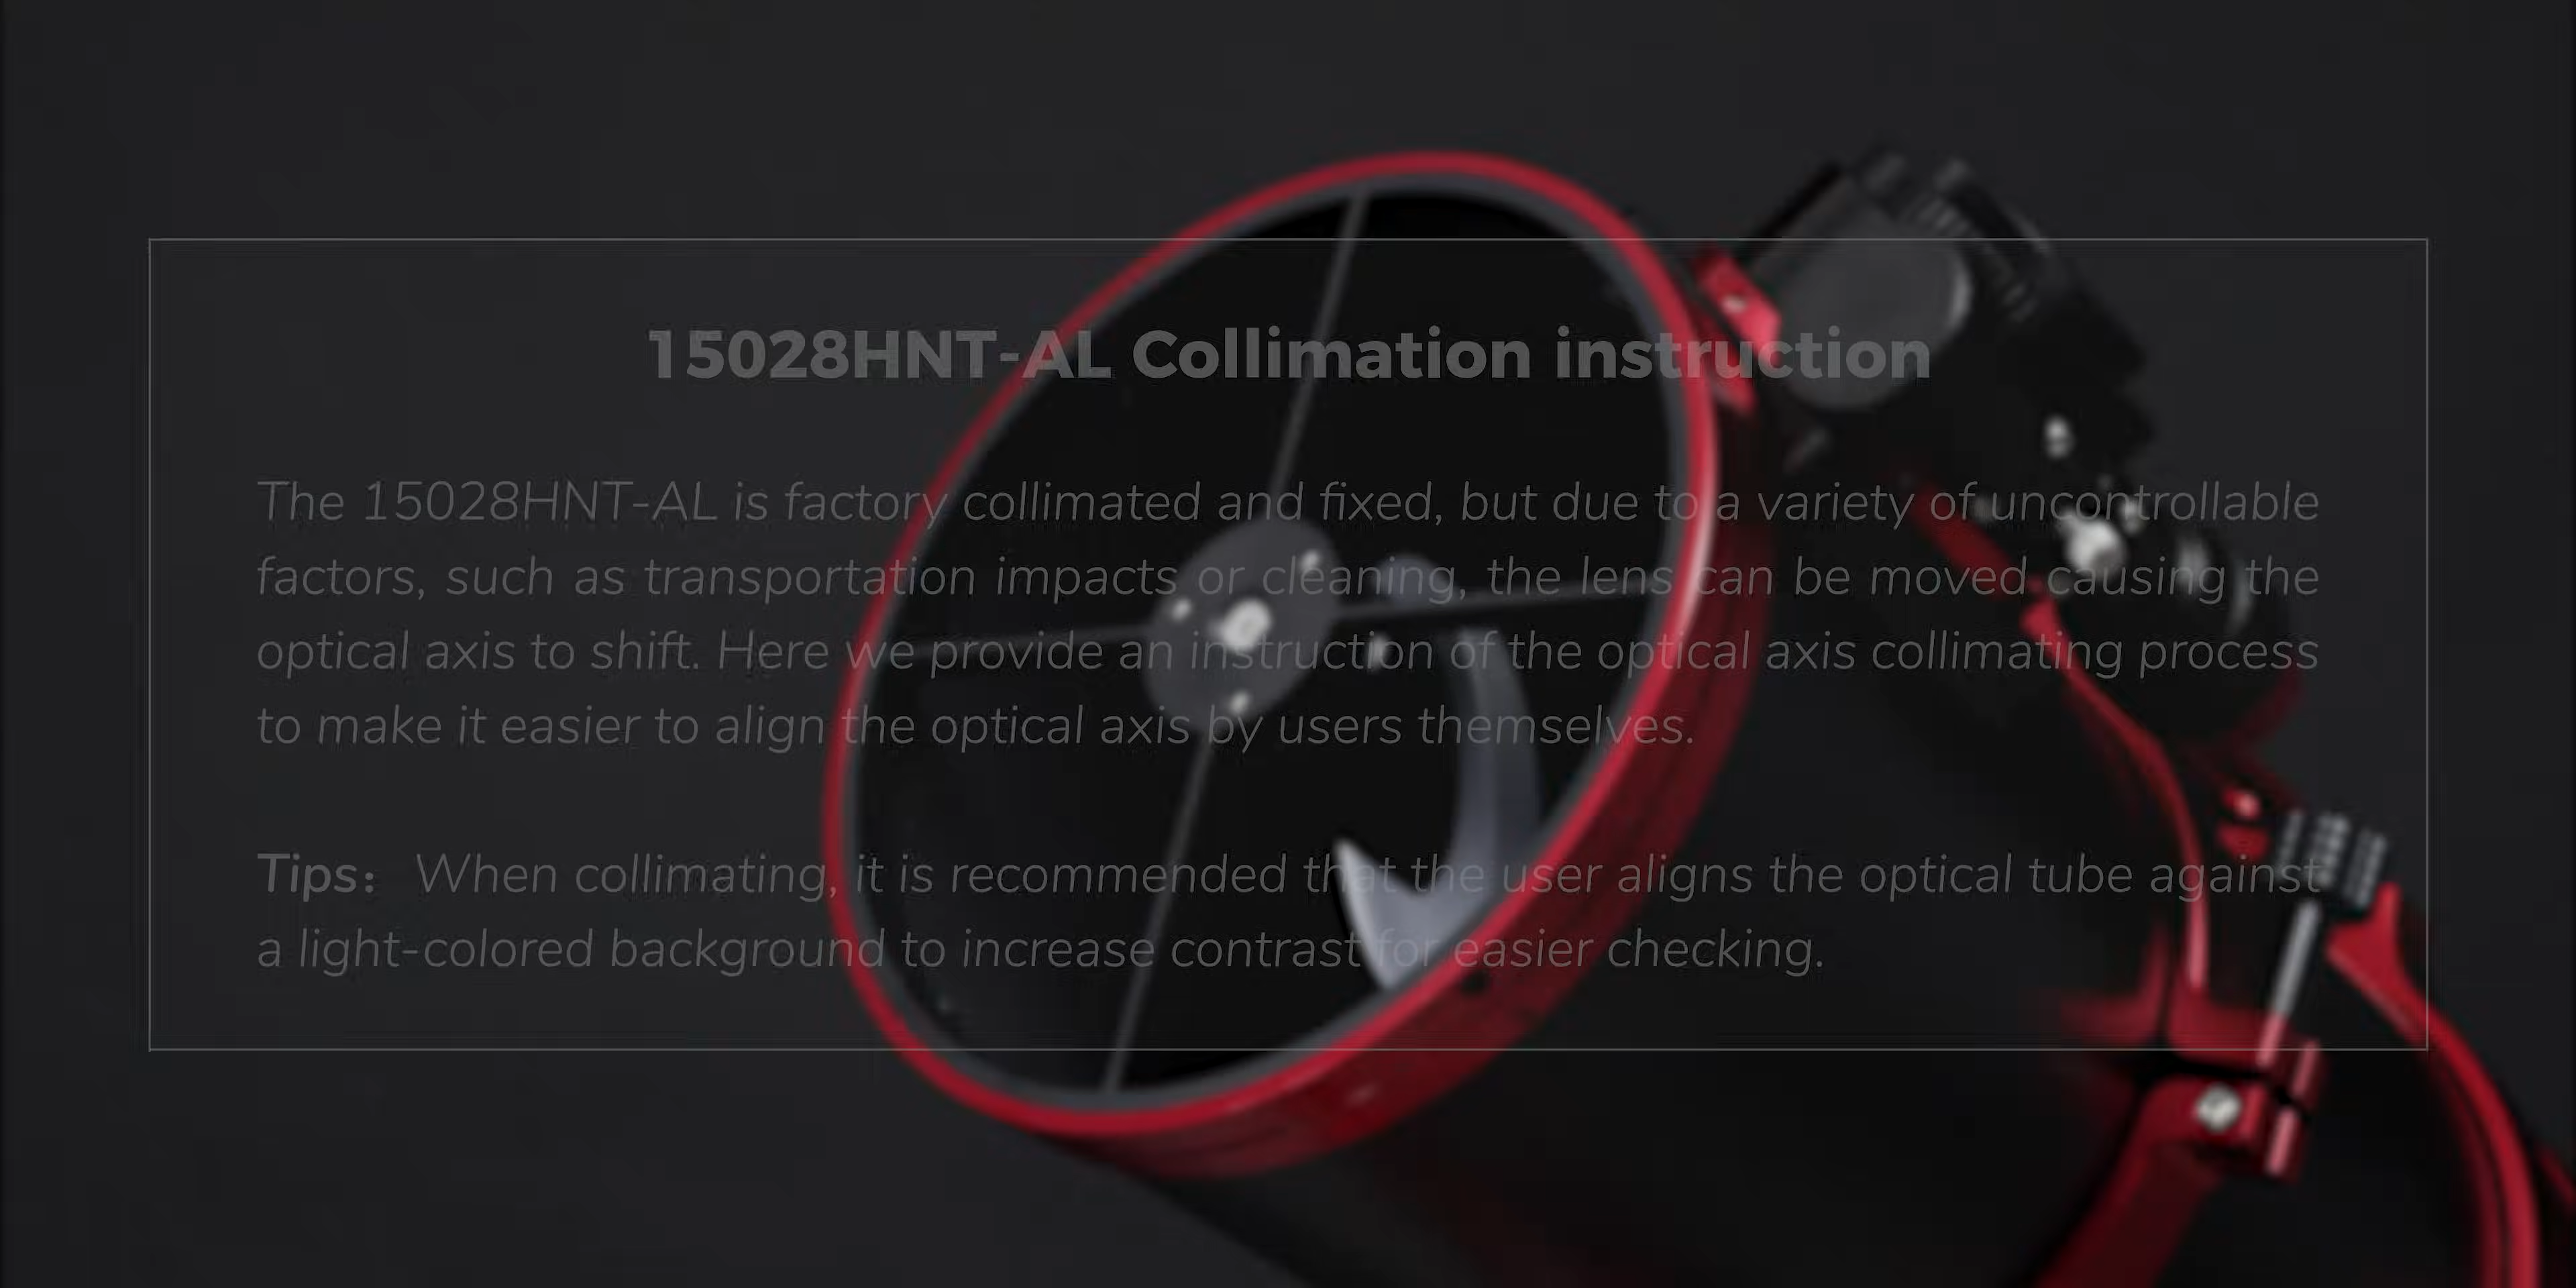 15028HNT-AL Collimation instruction
The 15028HNT-AL is factory collimated and fixed, but due to a variety of uncontrollable
factors, such as transportation impacts or cleaning, the lens can be moved causing the
optical axis to shift. Here we provide an instruction of the optical axis collimating process
to make it easier to align the optical axis by users themselves.
Tips： When collimating, it is recommended that the user aligns the optical tube against
a light-colored background to increase contrast for easier checking.